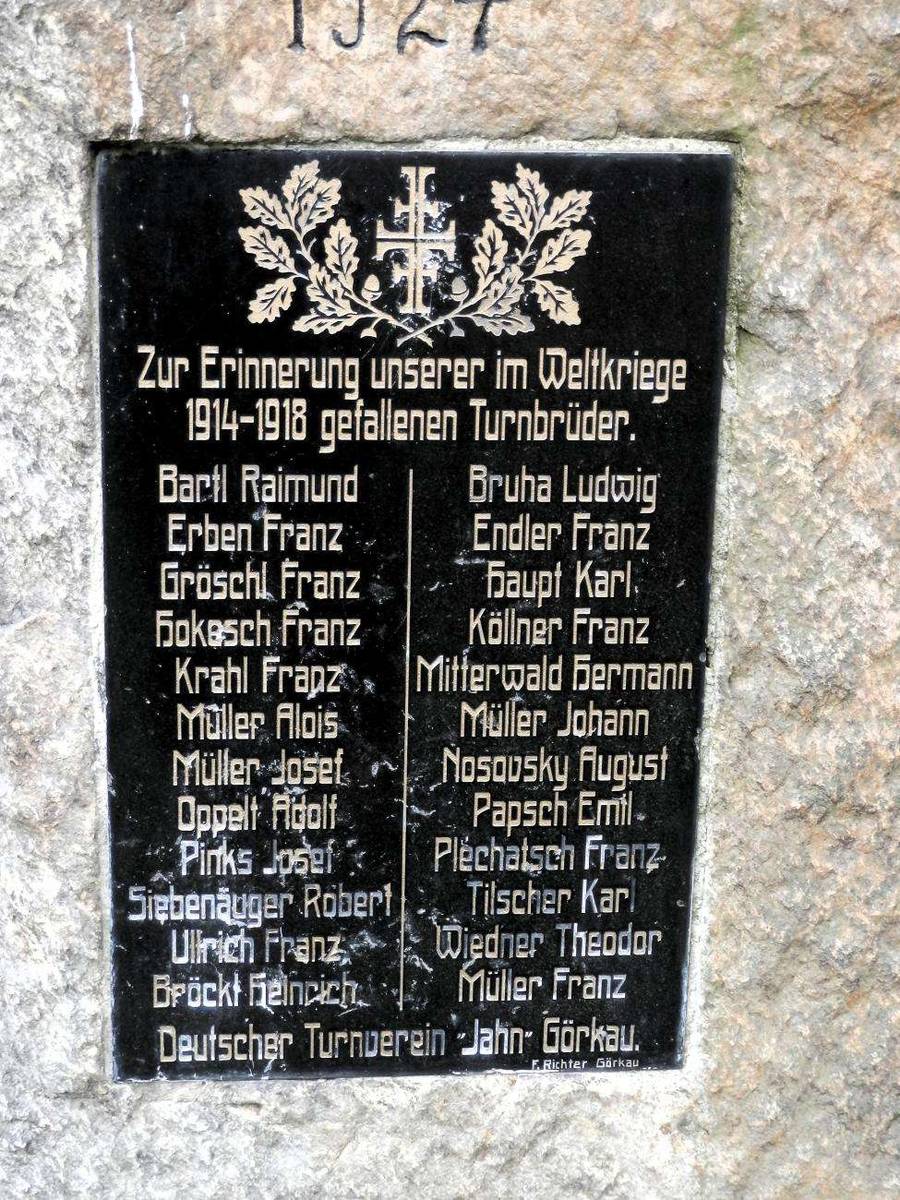 Zur Erinnerung unserer im Weltkriege
1914-1918 gefallenen Turnbrüder.
Bartl Raimund
Erben Franz
Gröschl Franz
Hokesch Franz
Krahl Franz
Müller Alois
Müller Josef
Oppelt Adolf
Pinks Josef
Siebenäuger Robert
Ullrich Franz
Bröckl Heinrich
Bruha Ludwig
Endler Franz
Haupt Karl
Köllner Franz
Mitterwald Hermann
Müller Johann
Nosovsky August
Papsch Emil
Plechatsch Franz
Tilscher Karl
Wiedner Theodor
Müller Franz
Deutscher Turnverein "Jahn" Görkau.
F. Richter Görkau